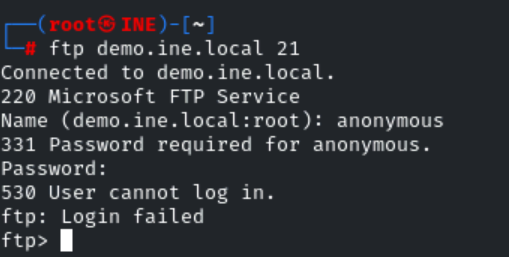 ┌──(root㉿INE)-[~]
└─# ftp demo.ine.local 21
Connected to demo.ine.local.
220 Microsoft FTP Service
Name (demo.ine.local:root): anonymous
331 Password required for anonymous.
Password:
530 User cannot log in.
ftp: Login failed
ftp>